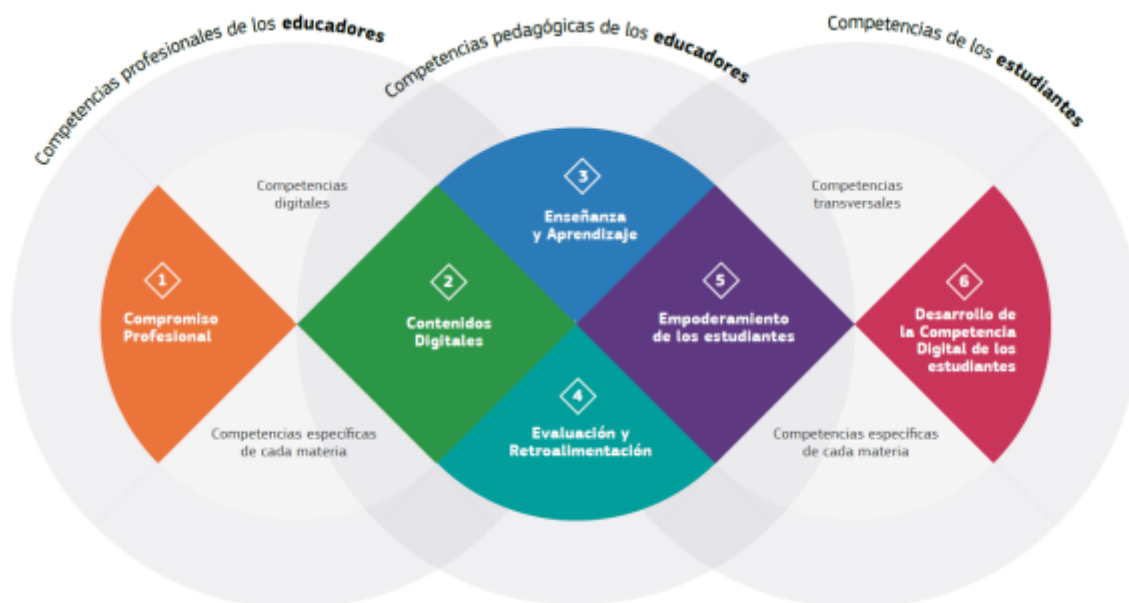 Competencias profesionales de los educadores
Competencias pedagógicas de los educadores
Competencias de los estudiantes
Competencias
digitales
Competencias
transversales
3
Enseñanza
y Aprendizaje
1
Compromiso
Profesional
2
Contenidos
Digitales
5
Empoderamiento
de los estudiantes
6
Desarrollo de
la Competencia
Digital de los
estudiantes
4
Evaluación y
Retroalimentación
Competencias específicas
de cada materia
Competencias específicas
de cada materia